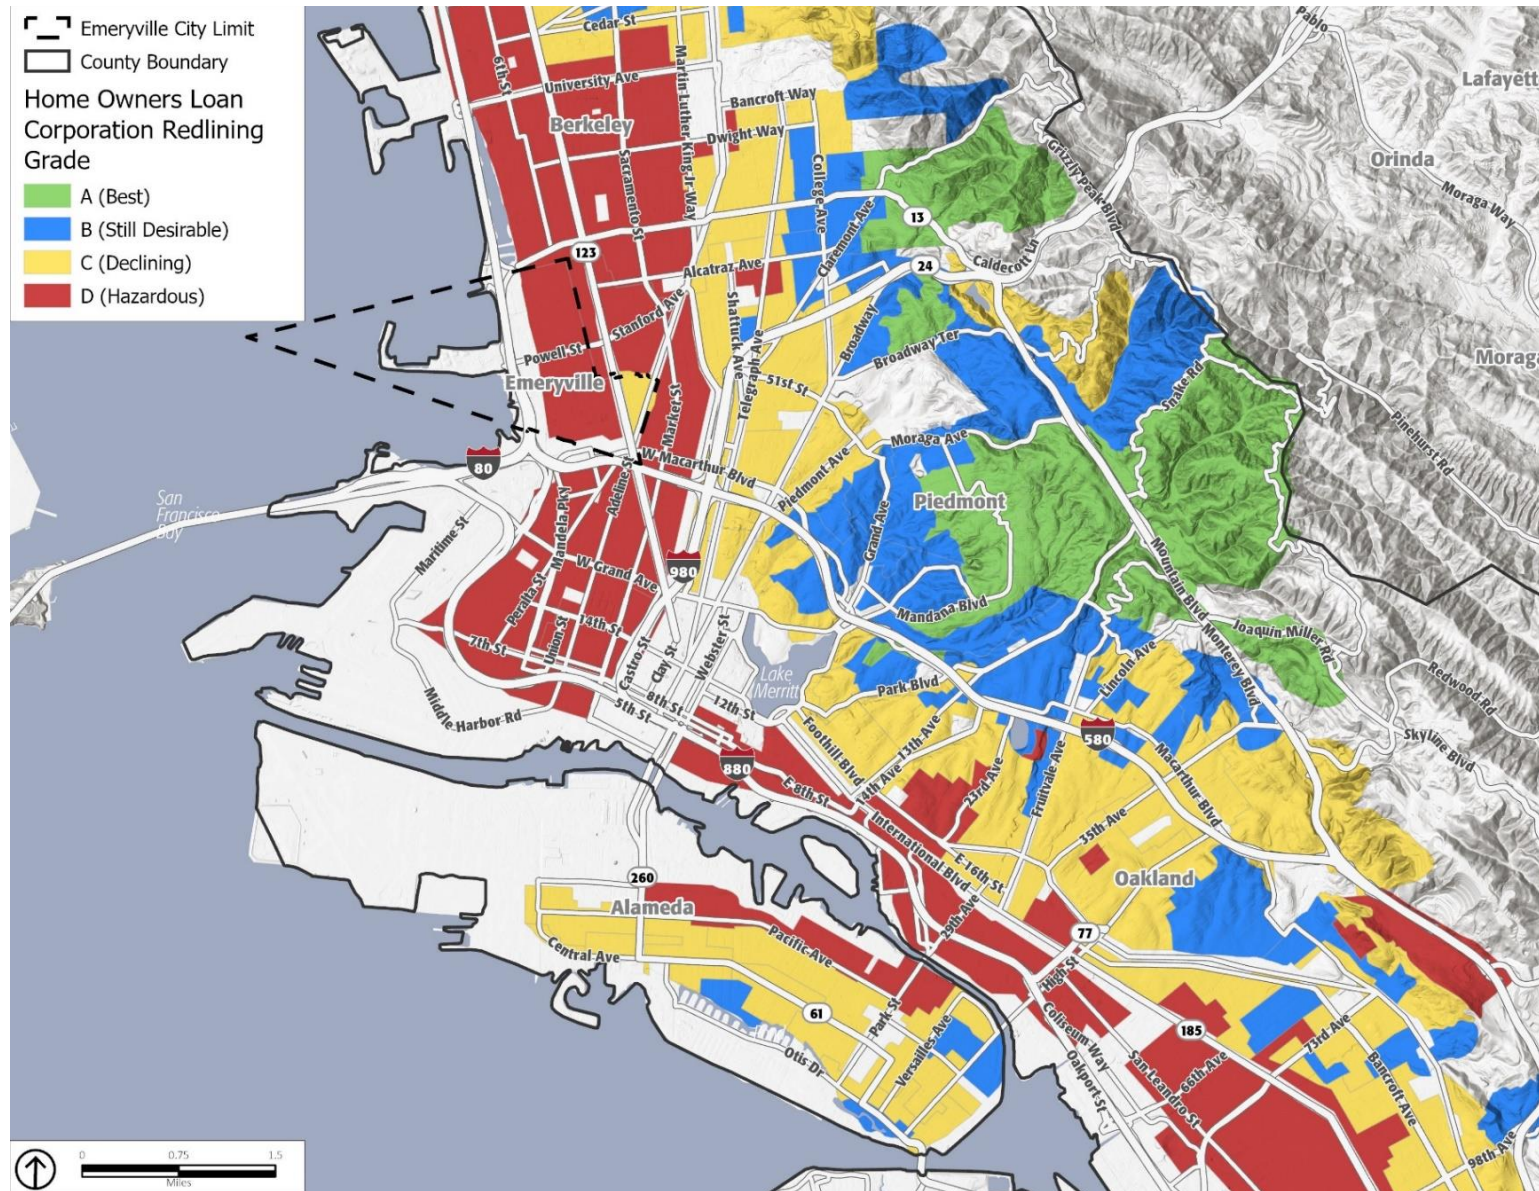 Emeryville City Limit
County Boundary
Home Owners Loan
Corporation Redlining
Grade
A (Best)
B (Still Desirable)
C (Declining)
D (Hazardous)
Cedar St
6th St
University Ave
Martin Luther King Jr Way
Bancroft Way
Berkeley
Dwight Way
Sacramento St
College Ave
Pablo
Lafayett
Orinda
Moraga Way
Grizzly Peak Blvd
13
123
Claremont Ave
Caldecott Ln
24
Alcatraz Ave
Stanford Ave
Shattuck Ave
Telegraph Ave
Broadway
Broadway Ter
Powell St
Emeryville
51st St
Market St
Snake Rd
Moraga
Pinehurst Rd
Moraga Ave
80
W Macarthur Blvd
Piedmont Ave
Adeline St
Piedmont
San
Francisco
Bay
Maritime St
Mandela Pky
Grand Ave
W Grand Ave
980
Mountain Blvd
Peralta St
Mandana Blvd
14th St
Union St
7th St
Castro St
Clay St
Webster St
Joaquin Miller Rd
Monterey Blvd
Lincoln Ave
Lake
Merritt
Park Blvd
Redwood Rd
8th St
12th St
5th St
Middle Harbor Rd
Skyline Blvd
Foothill Blvd
13th Ave
580
880
Macarthur Blvd
E 8th St
14th Ave
23rd Ave
Fruitvale Ave
International Blvd
35th Ave
E 16th St
260
Oakland
Alameda
29th Ave
77
Pacific Ave
Central Ave
High St
61
Park St
185
Coliseum Way
73rd Ave
Otis Dr
Versailles Ave
66th Ave
San Leandro St
Oakport St
Bancroft Ave
98th Ave
0
0.75
1.5
Miles